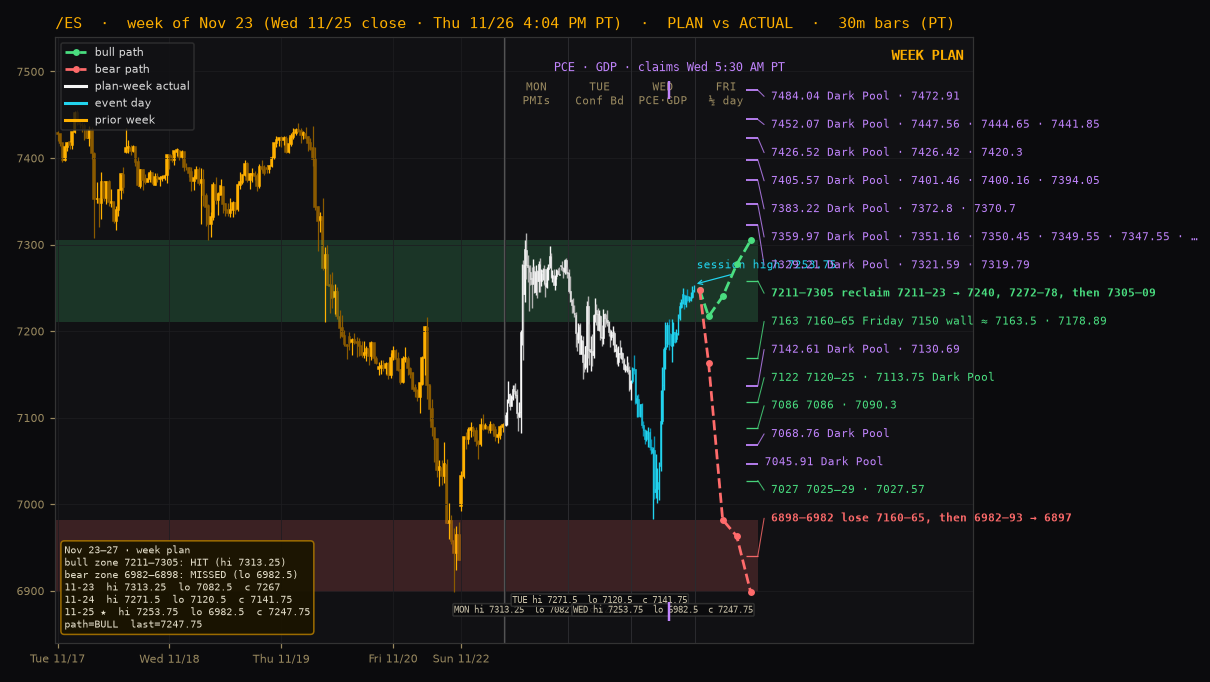 /ES · week of Nov 23 (Wed 11/25 close · Thu 11/26 4:04 PM PT) · PLAN vs ACTUAL · 30m bars (PT)
bull path
bear path
plan-week actual
event day
prior week
WEEK PLAN
PCE · GDP · claims Wed 5:30 AM PT
MON
PMIs
TUE
Conf Bd
WED
PCE·GDP
FRI
½ day
7500
7400
7300
7200
7100
7000
6900
7484.04 Dark Pool · 7472.91
7452.07 Dark Pool · 7447.56 · 7444.65 · 7441.85
7426.52 Dark Pool · 7426.42 · 7420.3
7405.57 Dark Pool · 7401.46 · 7400.16 · 7394.05
7383.22 Dark Pool · 7372.8 · 7370.7
7359.97 Dark Pool · 7351.16 · 7350.45 · 7349.55 · 7347.55 · …
session high 7253.75
Dark Pool · 7321.59 · 7319.79
7211–7305 reclaim 7211–23 → 7240, 7272–78, then 7305–09
7163 7160–65 Friday 7150 wall ≈ 7163.5 · 7178.89
7142.61 Dark Pool · 7130.69
7122 7120–25 · 7113.75 Dark Pool
7086 7086 · 7090.3
7068.76 Dark Pool
7045.91 Dark Pool
7027 7025–29 · 7027.57
6898–6982 lose 7160–65, then 6982–93 → 6897
Nov 23–27 · week plan
bull zone 7211–7305: HIT (hi 7313.25)
bear zone 6982–6898: MISSED (lo 6982.5)
11-23 hi 7313.25 lo 7082.5 c 7267
11-24 hi 7271.5 lo 7120.5 c 7141.75
11-25 ★ hi 7253.75 lo 6982.5 c 7247.75
path=BULL last=7247.75
TUE hi 7271.5 lo 7120.5 c 7141.75
MON hi 7313.25 lo 7082
WED hi 7253.75 lo 6982.5 c 7247.75
Tue 11/17
Wed 11/18
Thu 11/19
Fri 11/20
Sun 11/22